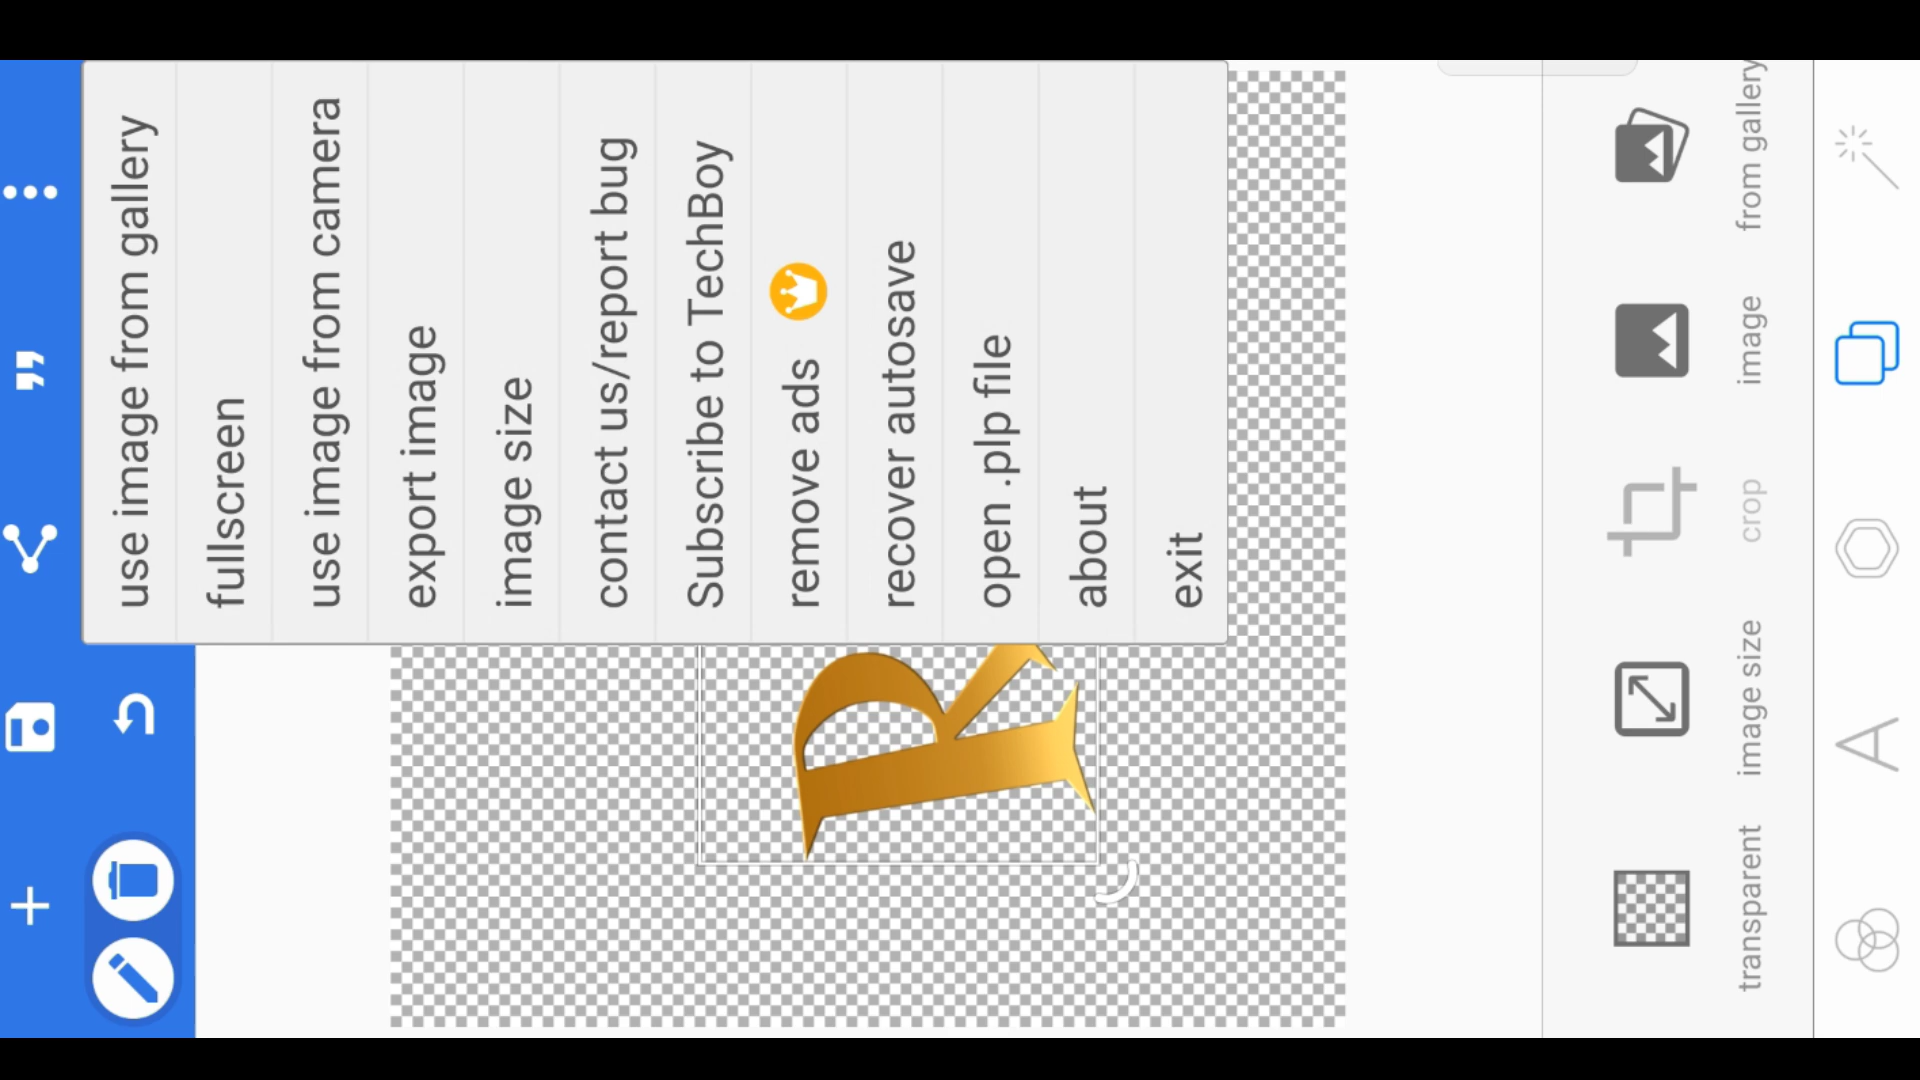 use image from gallery
fullscreen
use image from camera
export image
image size
contact us/report bug
Subscribe to TechBoy
remove ads
recover autosave
open .plp file
about
exit
R
transparent
image size
crop
image
from gallery
A